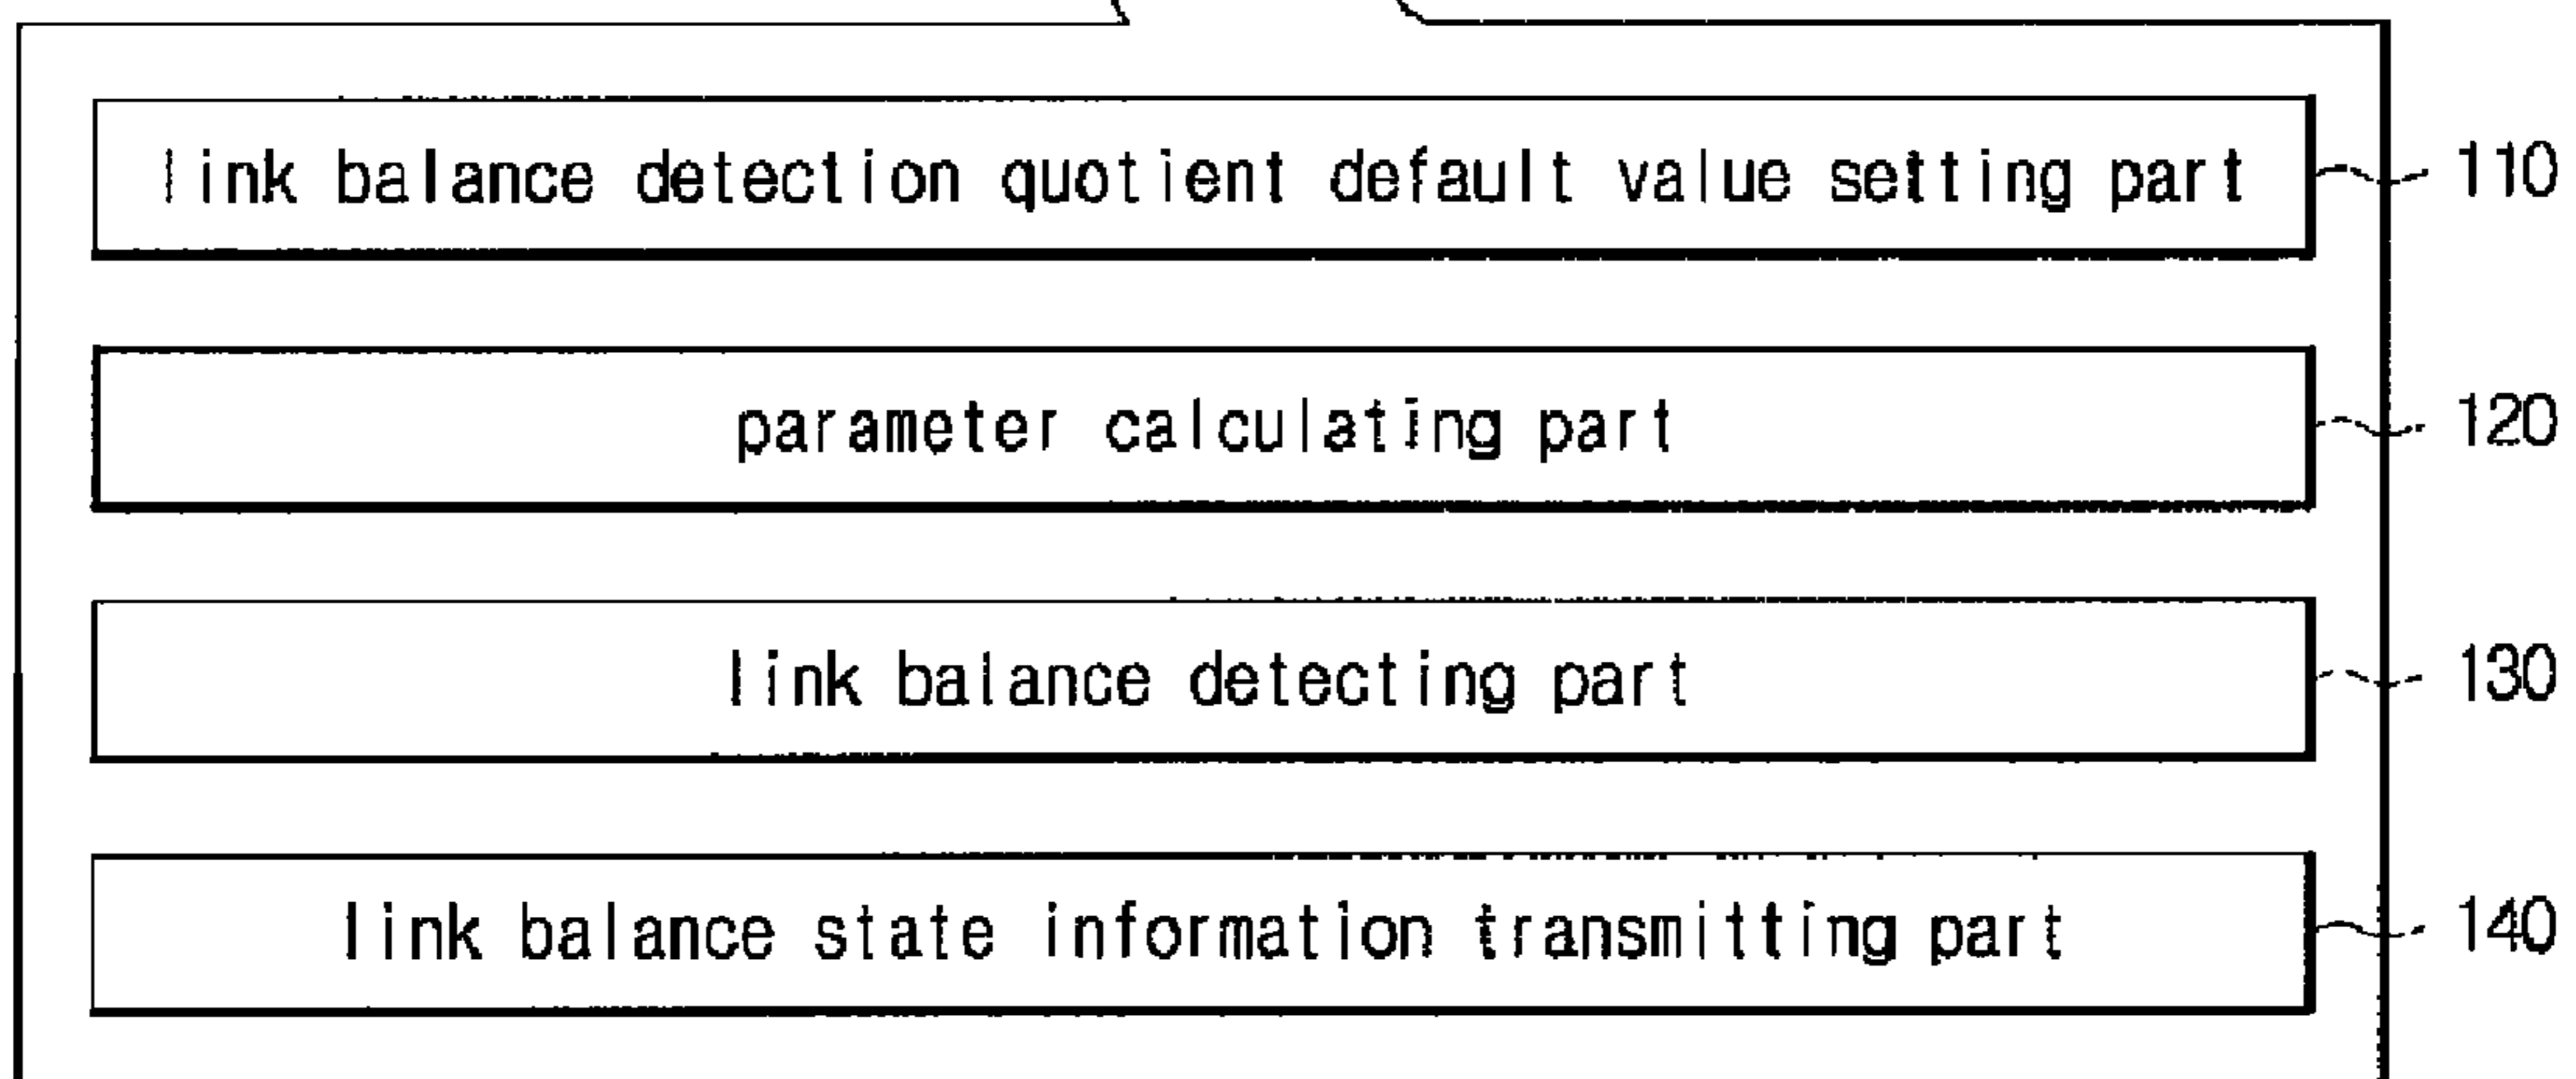 link balance detection quotient default value setting part 110
parameter calculating part 120
link balance detecting part 130
link balance state information transmitting part 140